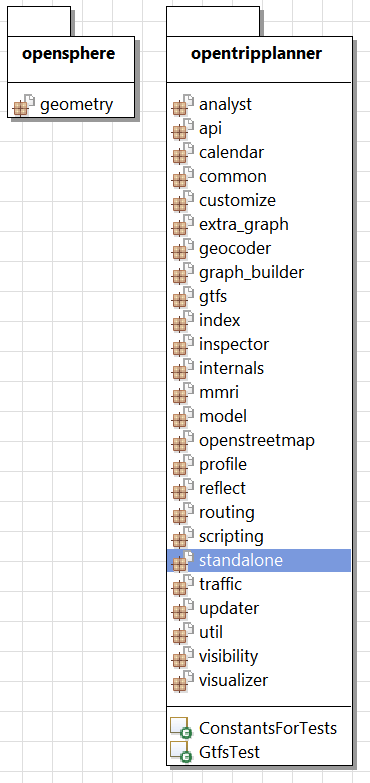 opensphere
geometry
opentripplanner
analyst
api
calendar
common
customize
extra_graph
geocoder
graph_builder
gtfs
index
inspector
internals
mmri
model
openstreetmap
profile
reflect
routing
scripting
standalone
traffic
updater
util
visibility
visualizer
ConstantsForTests
GtfsTest